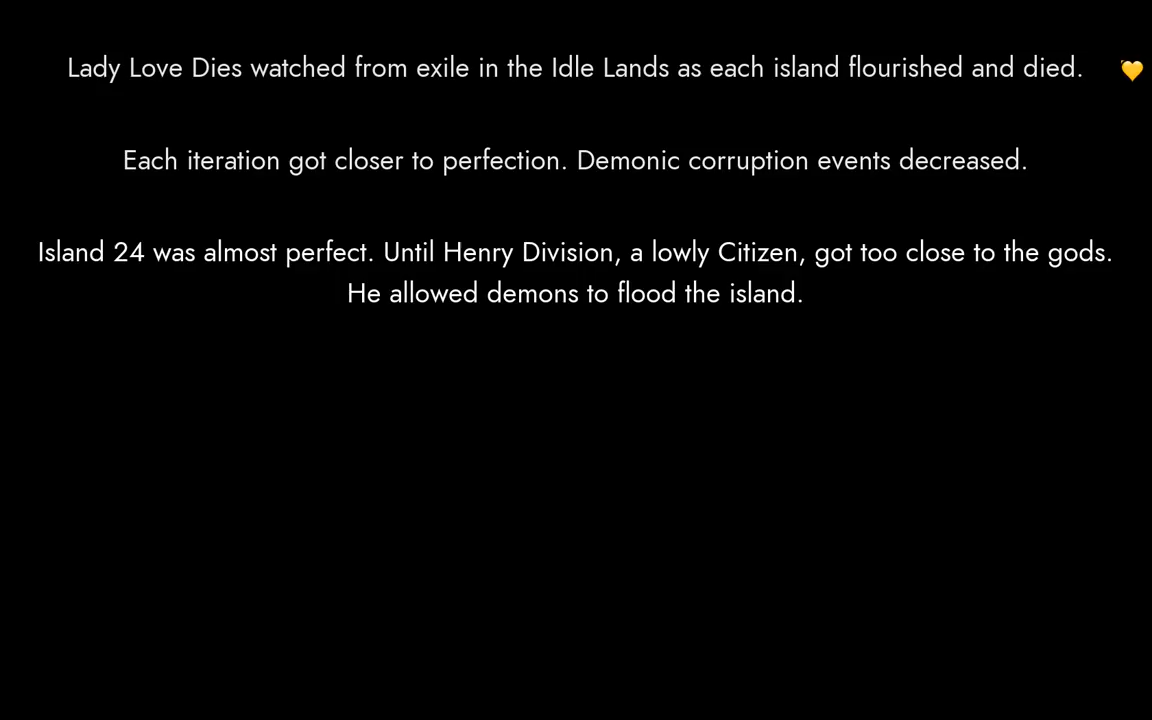 Lady Love Dies watched from exile in the Idle Lands as each island flourished and died.
Each iteration got closer to perfection. Demonic corruption events decreased.
Island 24 was almost perfect. Until Henry Division, a lowly Citizen, got too close to the gods.
He allowed demons to flood the island.